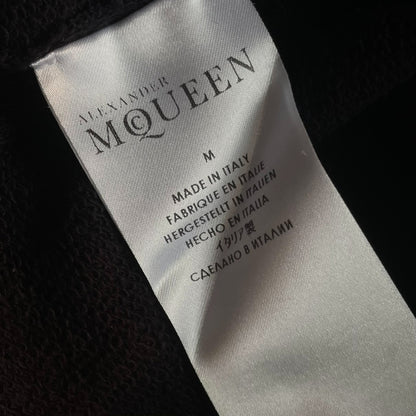 ALEXANDER
MCQUEEN
M
MADE IN ITALY
FABRIQUE EN ITALIE
HERGESTELLT IN ITALIEN
HECHO EN ITALIA
イタリア製
СДЕЛАНО В ИТАЛИИ